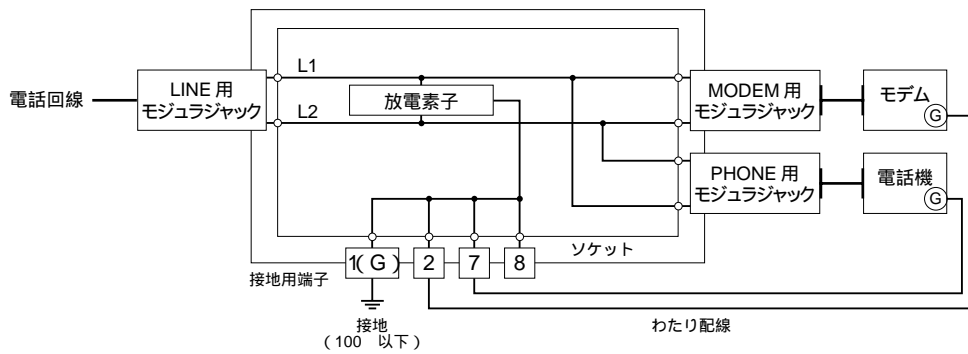 電話回線
LINE 用
モジュラジャック
L1
L2
放電素子
MODEM 用
モジュラジャック
モデム
G
PHONE 用
モジュラジャック
電話機
G
ソケット
接地用端子
1( G )
2
7
8
接地
( 100　以下 )
わたり配線